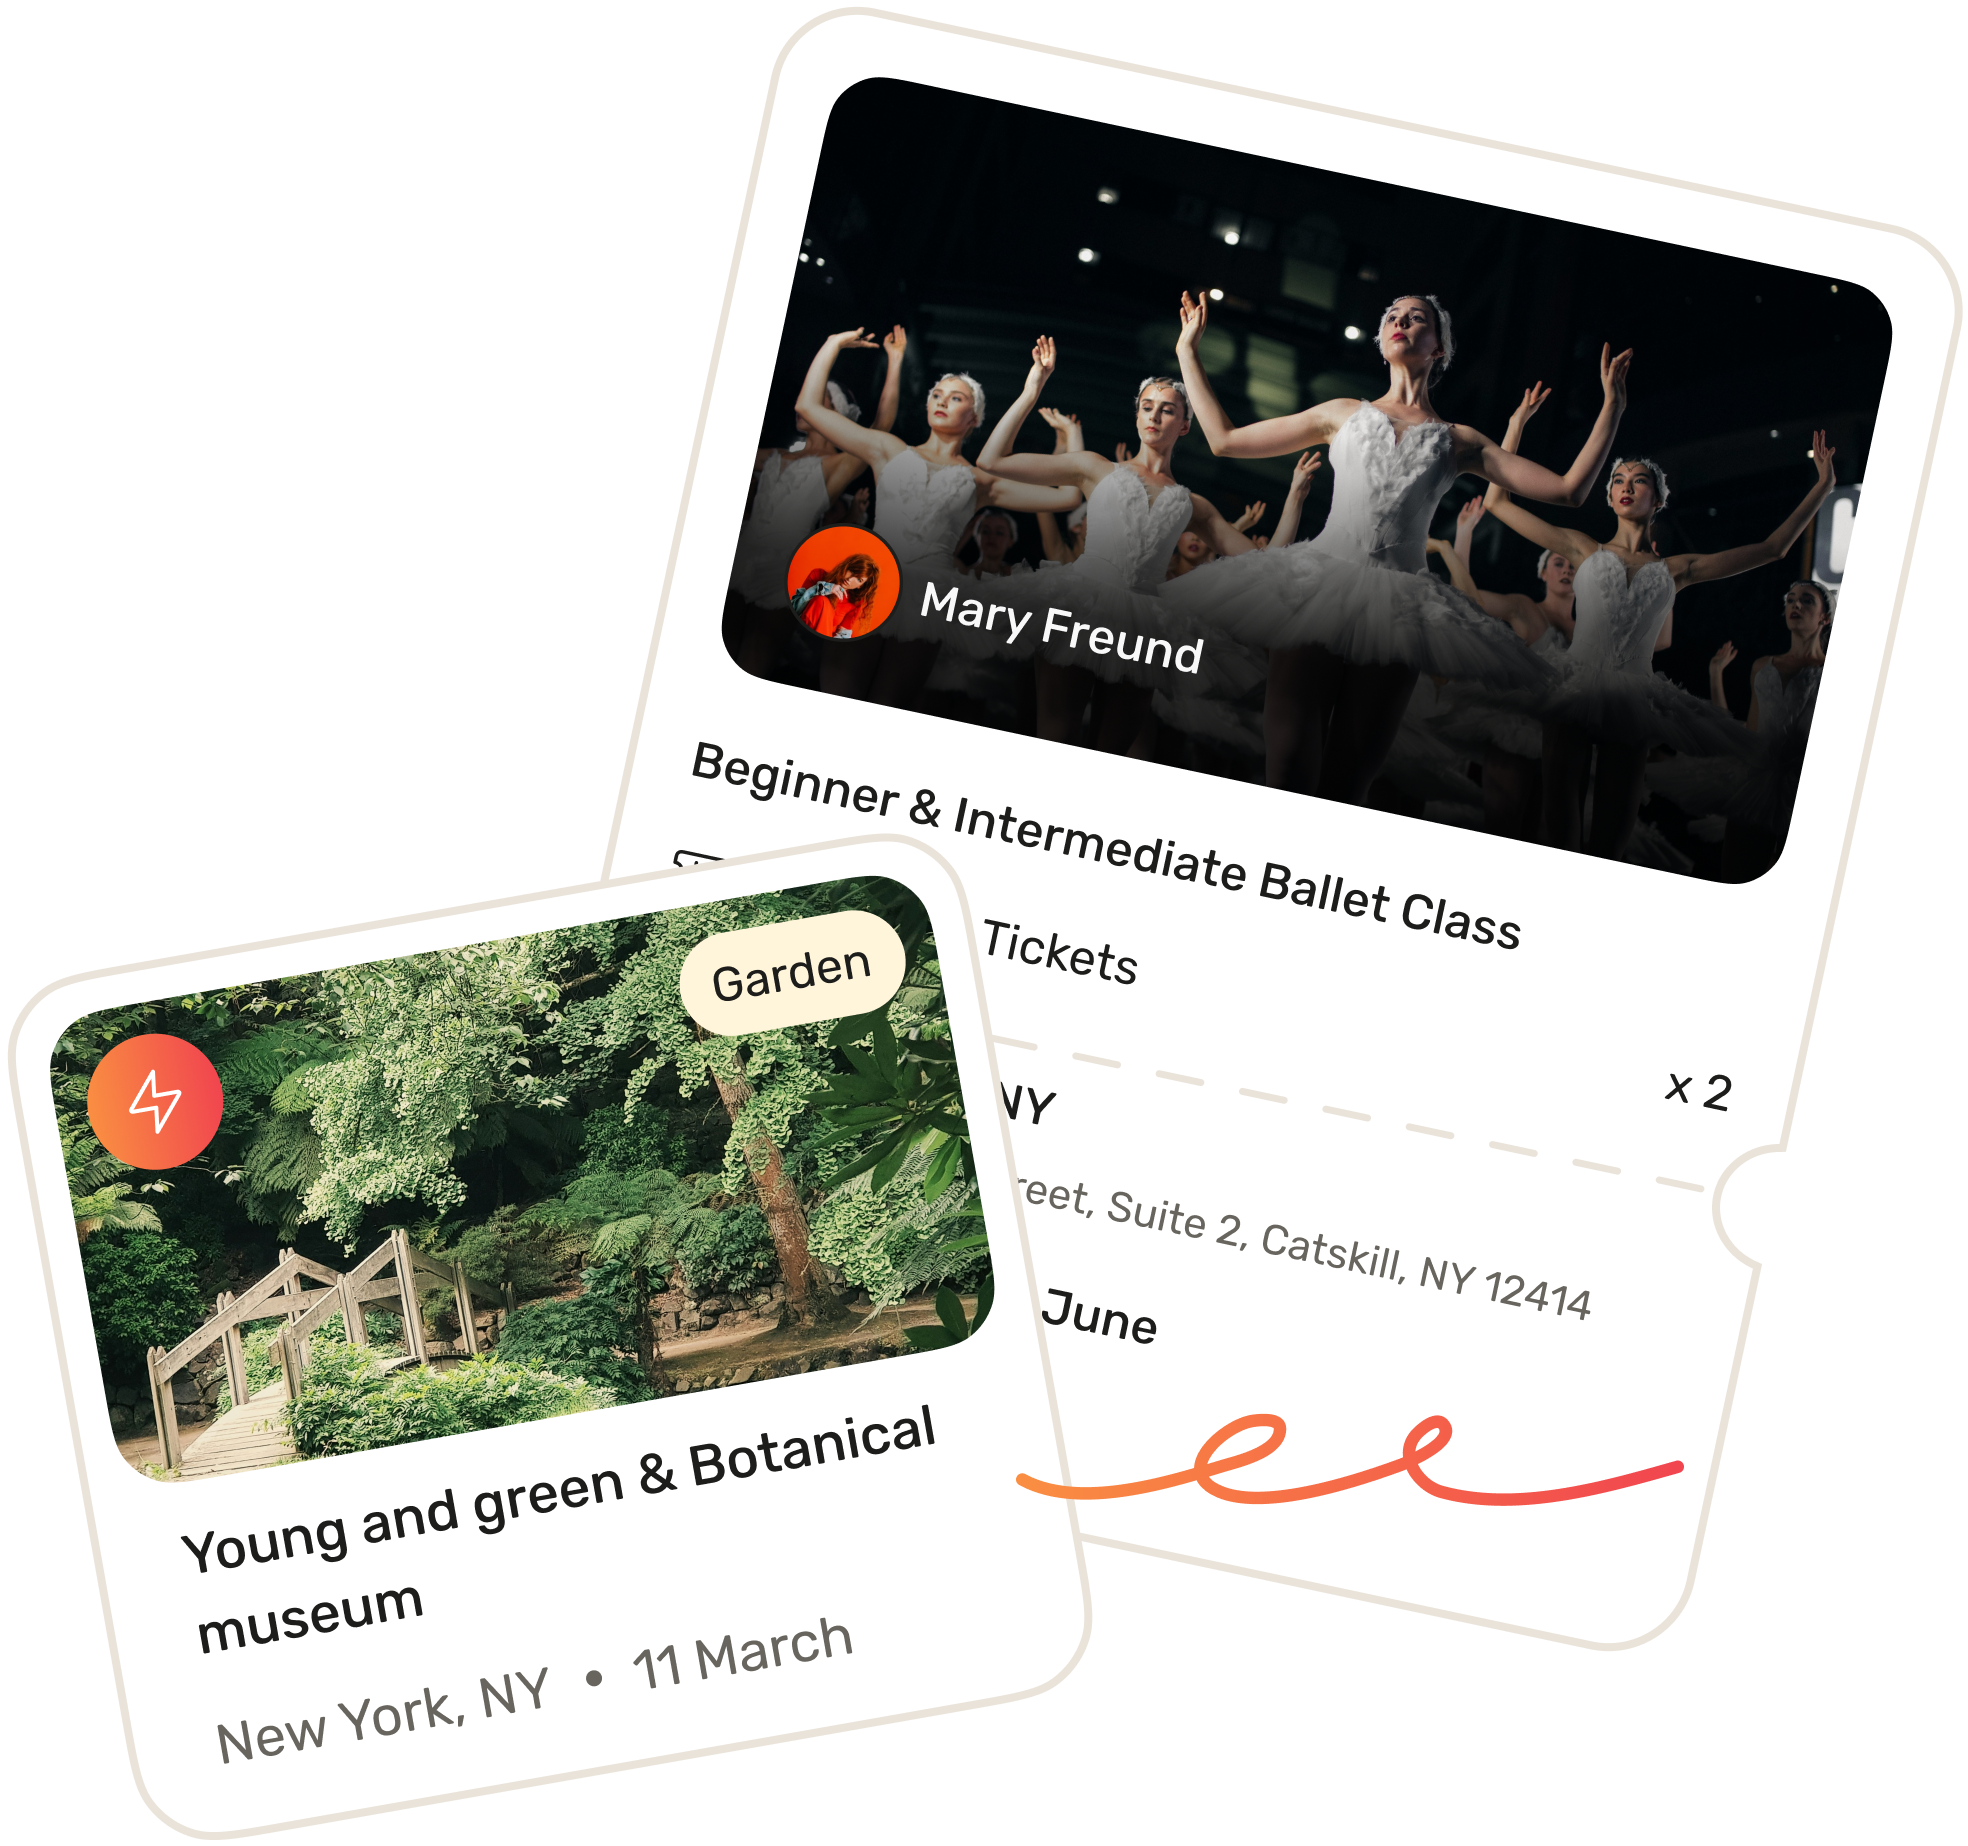 Mary Freund
Beginner & Intermediate Ballet Class
Tickets
x 2
NY
Suite 2, Catskill, NY 12414
June
Garden
Young and green & Botanical
museum
New York, NY • 11 March